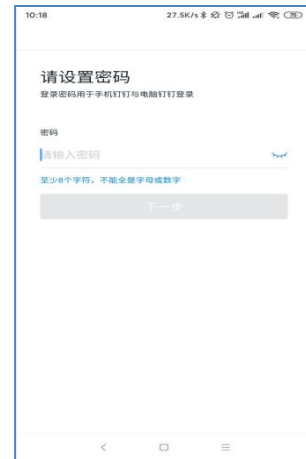 10:18
27.5K/s
75
请设置密码
登录密码用于手机钉钉与电脑钉钉登录
密码
请输入密码
至少8个字符，不能全是字母或数字
下一步